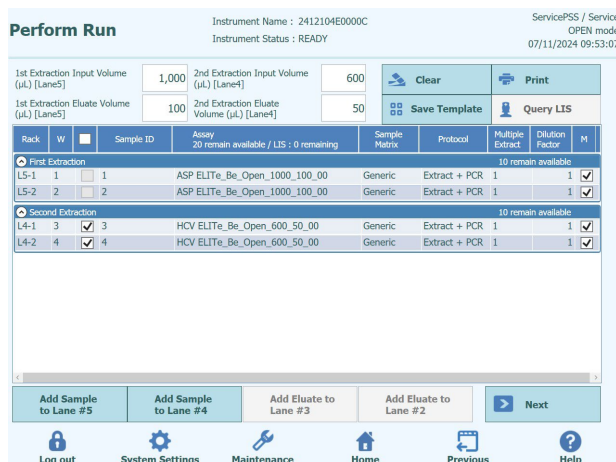 Perform Run
Instrument Name : 2412104E0000C
Instrument Status : READY
ServicePSS / Service
OPEN mode
07/11/2024 09:53:07
1st Extraction Input Volume (µL) [Lane5]
1,000
2nd Extraction Input Volume (µL) [Lane4]
600
Clear
Print
1st Extraction Eluate Volume (µL) [Lane5]
100
2nd Extraction Eluate Volume (µL) [Lane4]
50
Save Template
Query LIS
Rack W Sample ID Assay 20 remain available / LIS : 0 remaining Sample Matrix Protocol Multiple Extract Dilution Factor M
First Extraction 10 remain available
L5-1 1 1 ASP ELITe_Be_Open_1000_100_00 Generic Extract + PCR 1 1
L5-2 2 2 ASP ELITe_Be_Open_1000_100_00 Generic Extract + PCR 1 1
Second Extraction 10 remain available
L4-1 3 3 HCV ELITe_Be_Open_600_50_00 Generic Extract + PCR 1 1
L4-2 4 4 HCV ELITe_Be_Open_600_50_00 Generic Extract + PCR 1 1
Add Sample to Lane #5
Add Sample to Lane #4
Add Eluate to Lane #3
Add Eluate to Lane #2
Next
Log out
System Settings
Maintenance
Home
Previous
Help